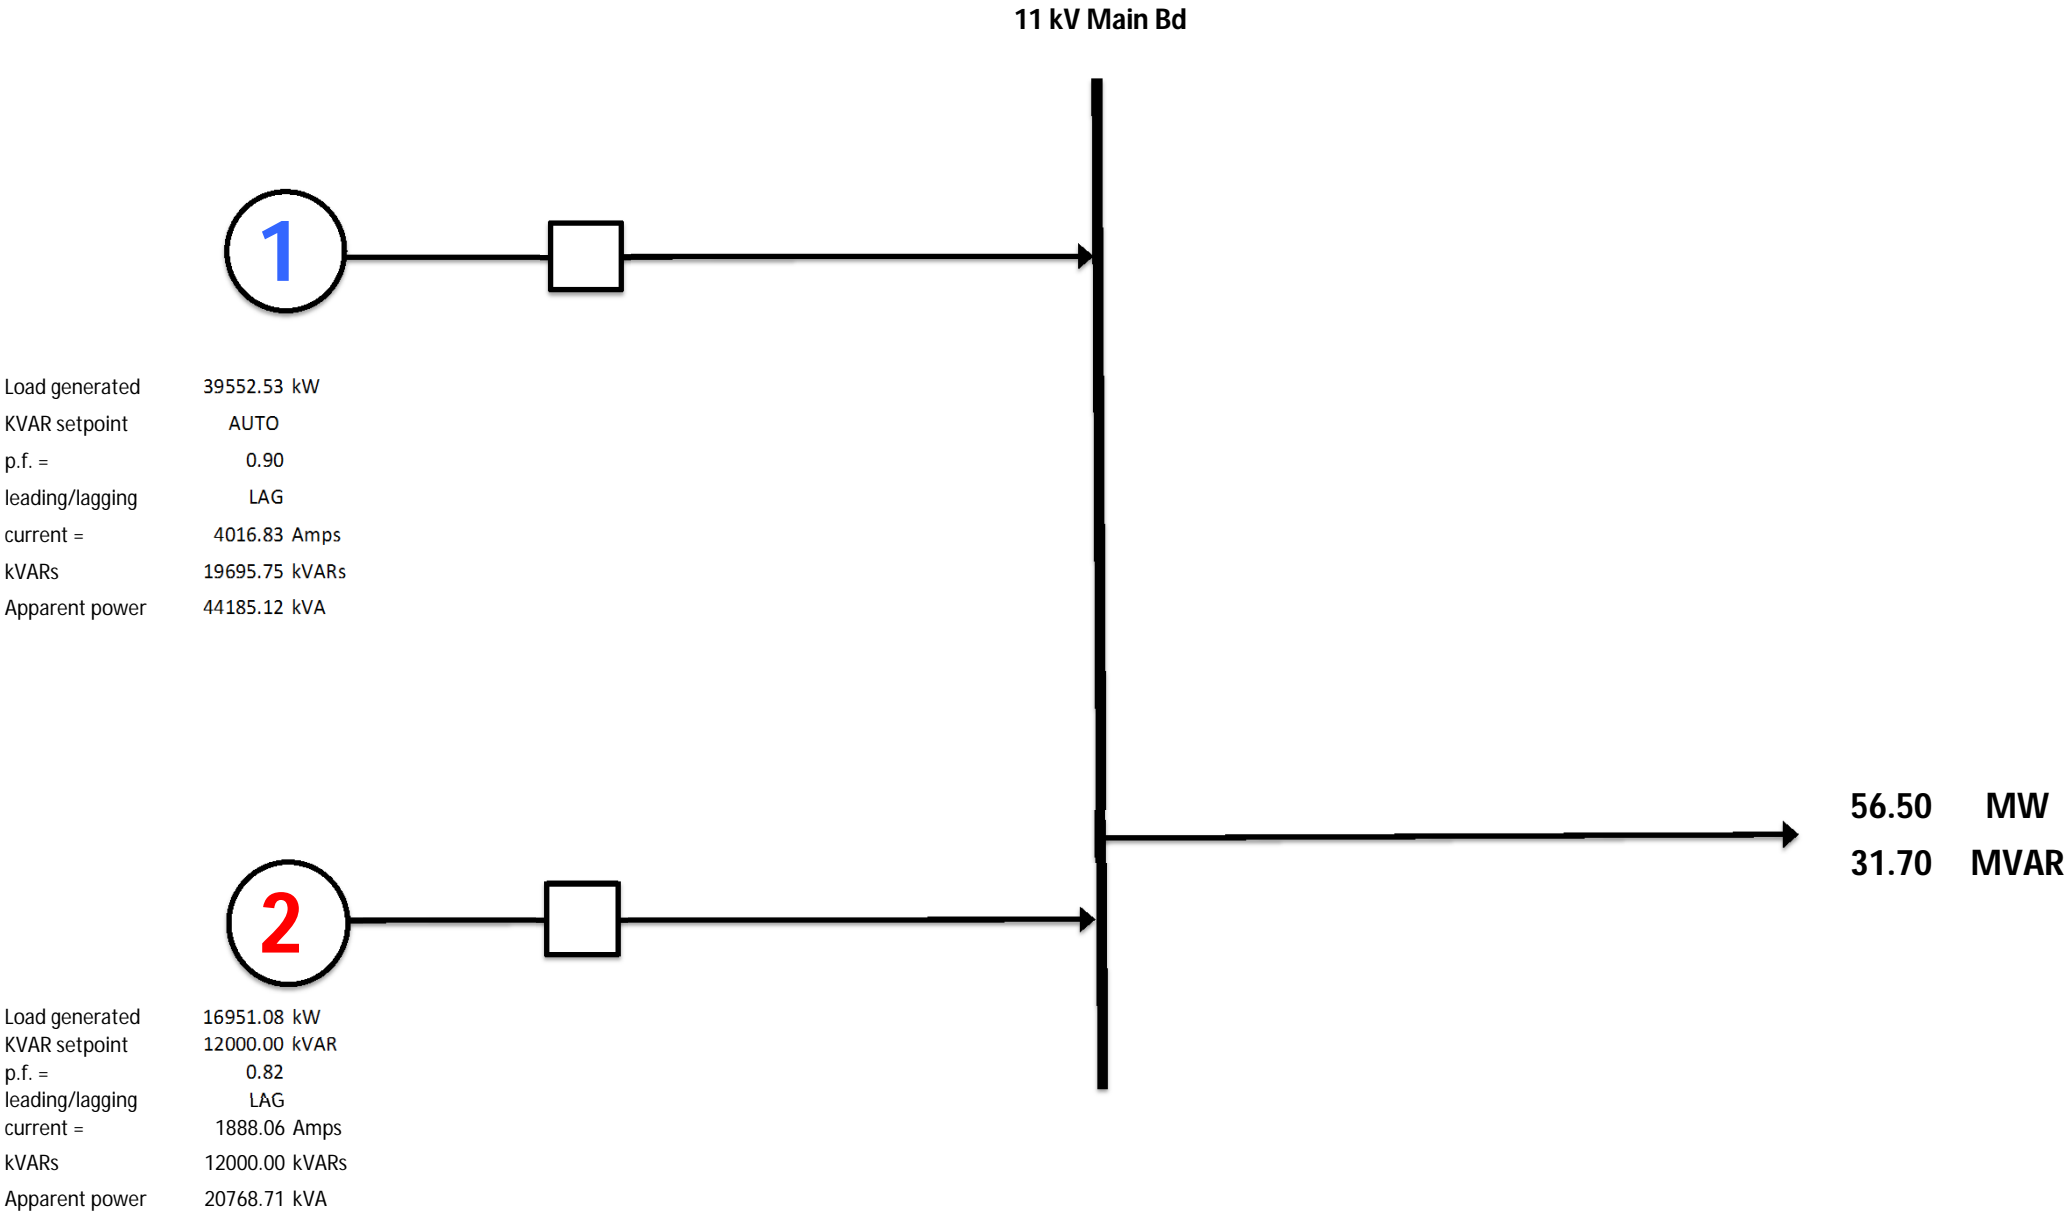 11 kV Main Bd
1
Load generated 39552.53 kW
KVAR setpoint AUTO
p.f. = 0.90
leading/lagging LAG
current = 4016.83 Amps
kVARs 19695.75 kVARs
Apparent power 44185.12 kVA
56.50 MW
31.70 MVAR
2
Load generated 16951.08 kW
KVAR setpoint 12000.00 kVAR
p.f. = 0.82
leading/lagging LAG
current = 1888.06 Amps
kVARs 12000.00 kVARs
Apparent power 20768.71 kVA